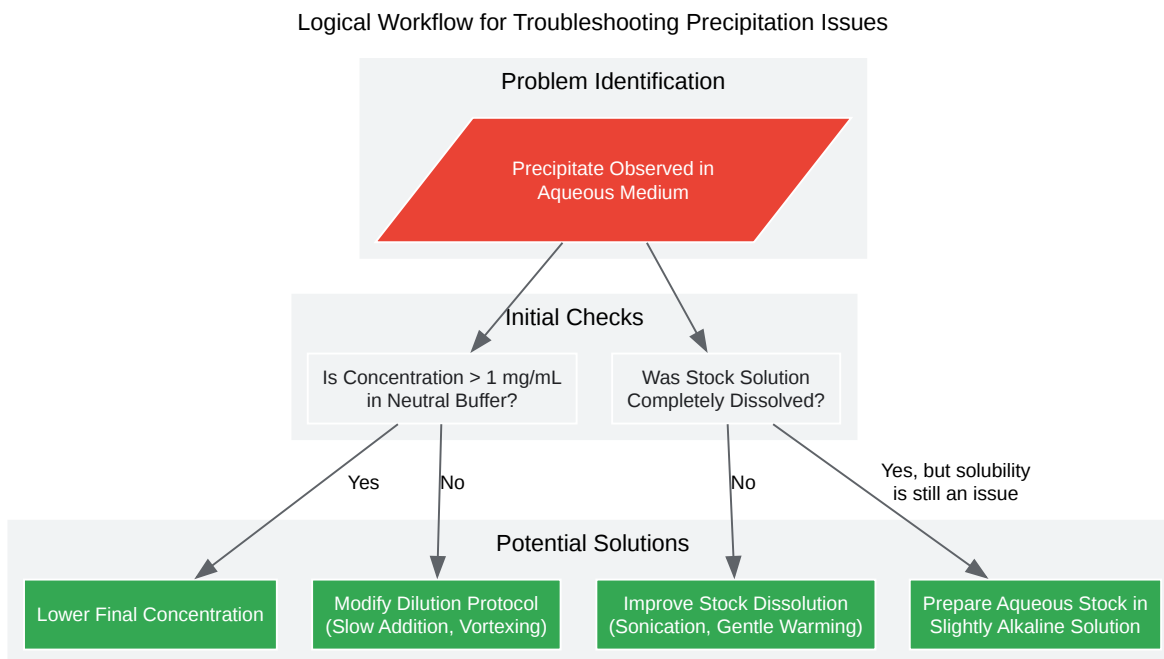 Logical Workflow for Troubleshooting Precipitation Issues
Problem Identification
Precipitate Observed in
Aqueous Medium
Initial Checks
Is Concentration > 1 mg/mL
in Neutral Buffer?
Was Stock Solution
Completely Dissolved?
Yes
No
No
Yes, but solubility
is still an issue
Potential Solutions
Lower Final Concentration
Modify Dilution Protocol
(Slow Addition, Vortexing)
Improve Stock Dissolution
(Sonication, Gentle Warming)
Prepare Aqueous Stock in
Slightly Alkaline Solution